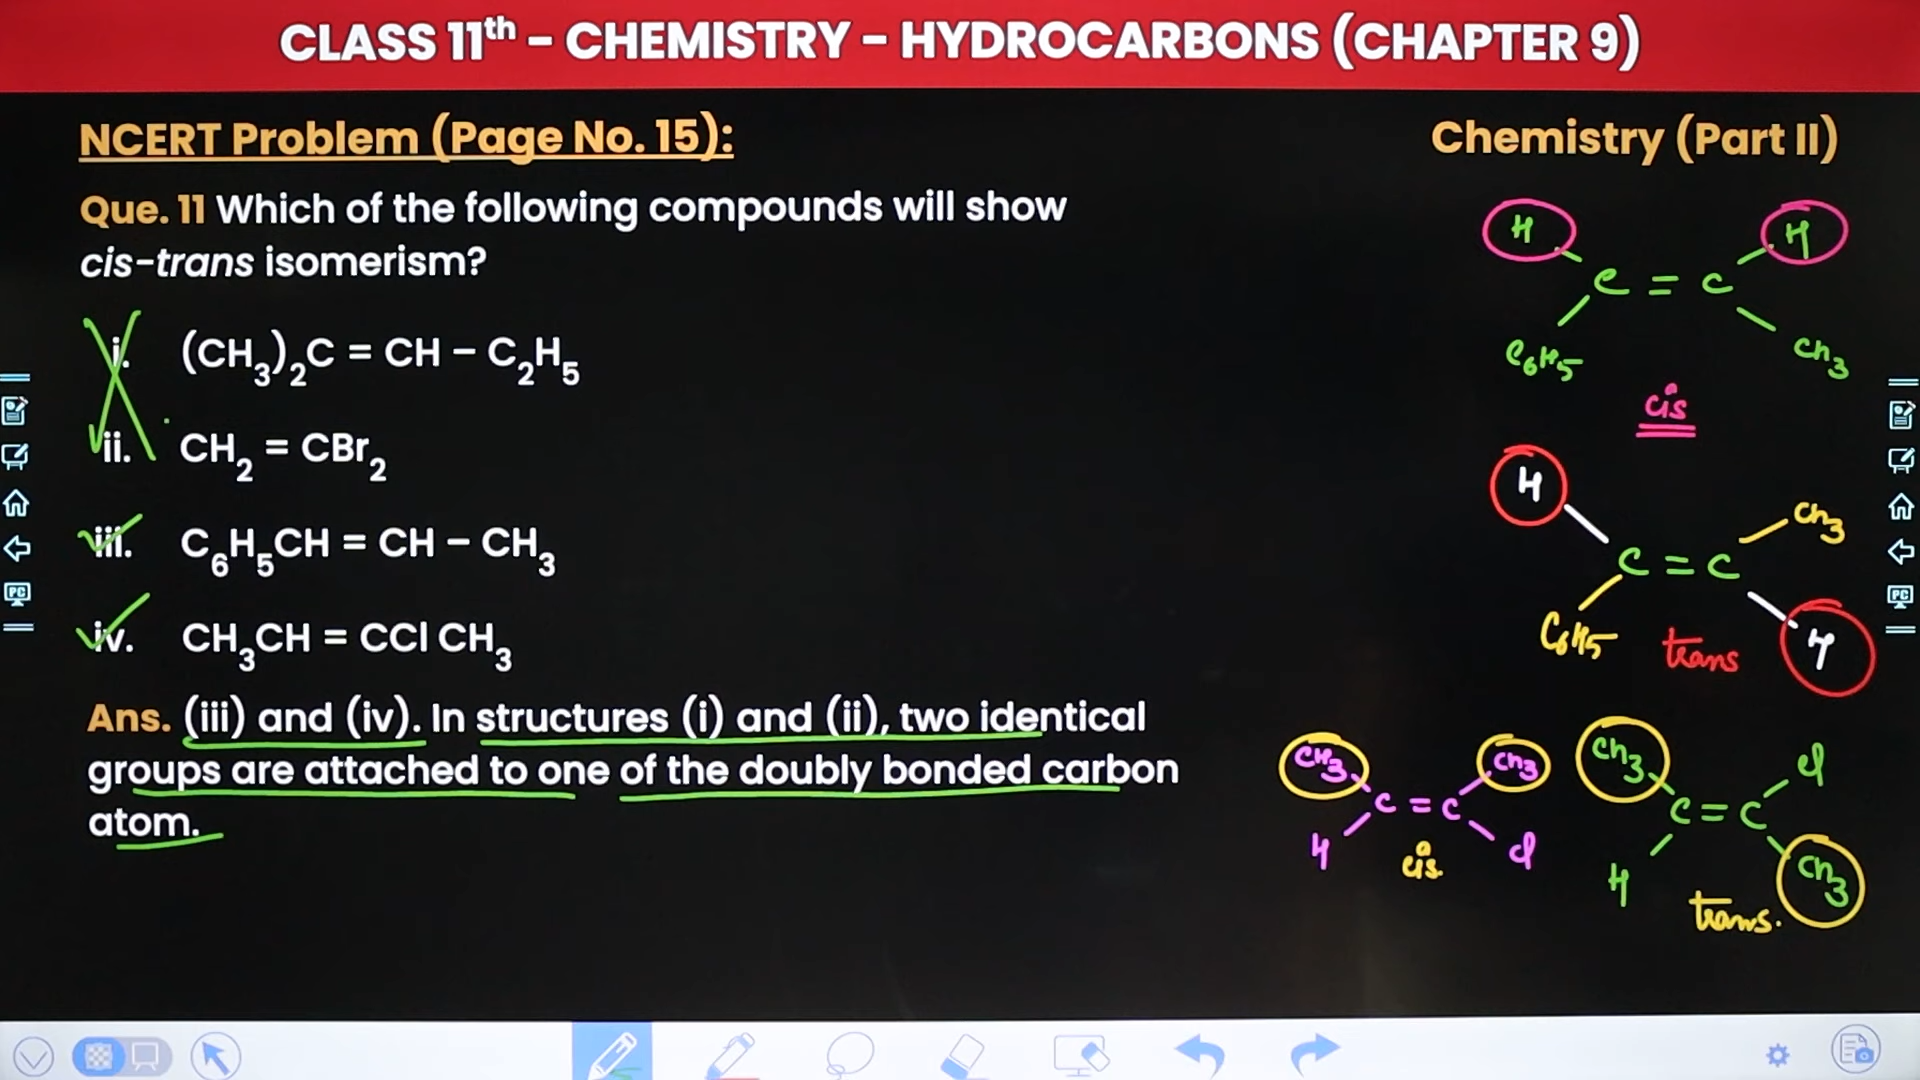 CLASS 11th - CHEMISTRY - HYDROCARBONS (CHAPTER 9)
NCERT Problem (Page No. 15):
Chemistry (Part II)
Que. 11 Which of the following compounds will show
cis-trans isomerism?
i. (CH3)2C = CH - C2H5
ii. CH2 = CBr2
iii. C6H5CH = CH - CH3
iv. CH3CH = CCl CH3
Ans. (iii) and (iv). In structures (i) and (ii), two identical
groups are attached to one of the doubly bonded carbon
atom.
H H
C = C
C6H5 CH3
cis
H CH3
C = C
C6H5 trans H
CH3 CH3
C = C
H cis. Cl
CH3 Cl
C = C
H CH3
trans.
PC
PC